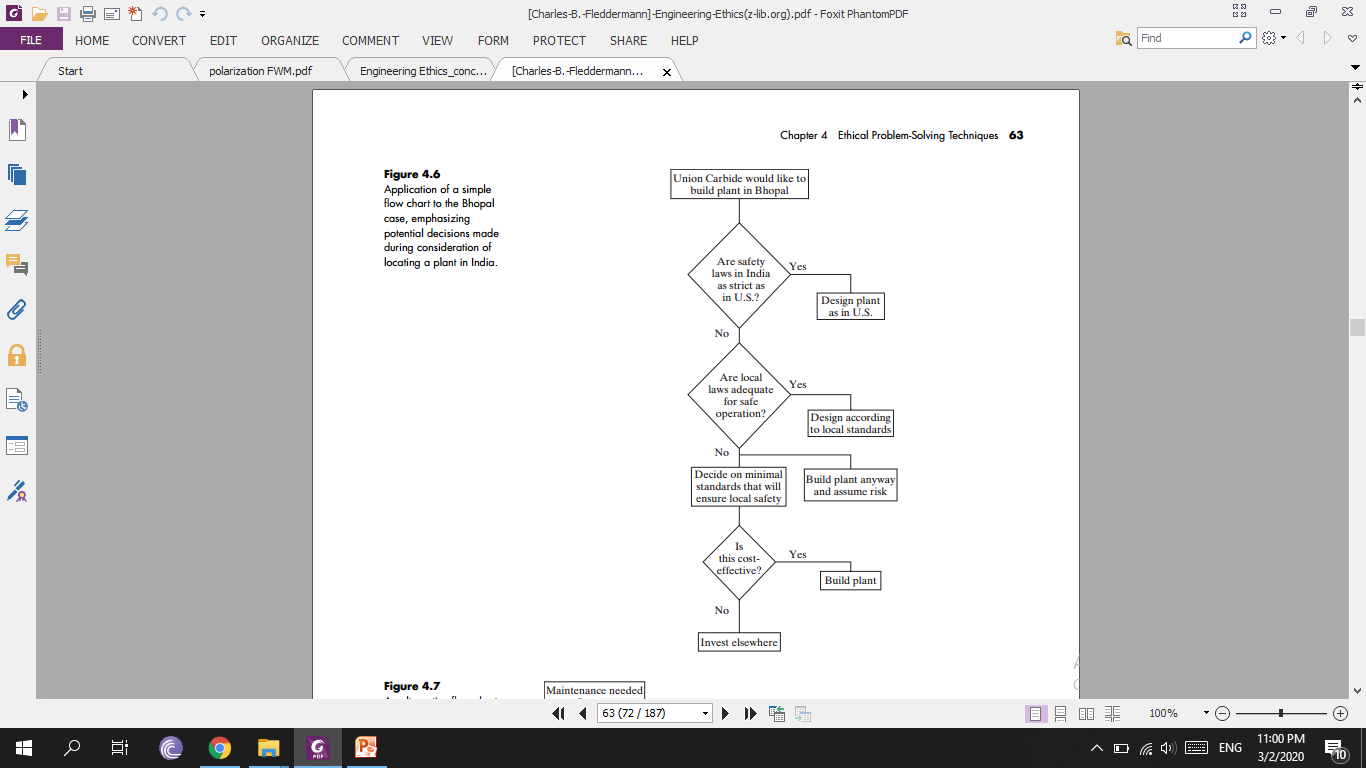 [Charles-B.-Fleddermann]-Engineering-Ethics(z-lib.org).pdf - Foxit PhantomPDF
FILE HOME CONVERT EDIT ORGANIZE COMMENT VIEW FORM PROTECT SHARE HELP
Find
Start
polarization FWM.pdf
Engineering Ethics_conc...
[Charles-B.-Fleddermann...
Chapter 4 Ethical Problem-Solving Techniques 63
Figure 4.6
Application of a simple
flow chart to the Bhopal
case, emphasizing
potential decisions made
during consideration of
locating a plant in India.
Union Carbide would like to
build plant in Bhopal
Are safety
laws in India
as strict as
in U.S.?
Yes
Design plant
as in U.S.
No
Are local
laws adequate
for safe
operation?
Yes
Design according
to local standards
No
Decide on minimal
standards that will
ensure local safety
Build plant anyway
and assume risk
Is
this cost-
effective?
Yes
Build plant
No
Invest elsewhere
Activate Windows
Figure 4.7
Maintenance needed
63 (72 / 187)
100%
PDF
ENG
11:00 PM
3/2/2020
10